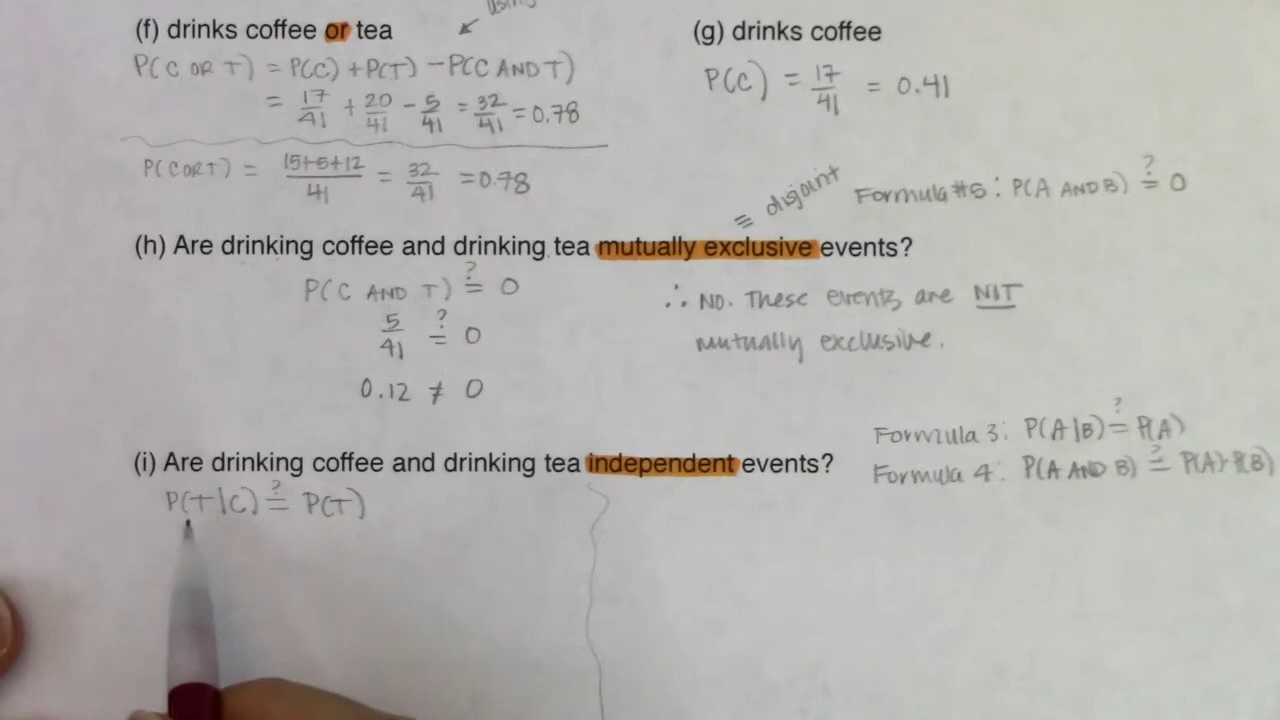 (f) drinks coffee or tea
P(C OR T) = P(C) + P(T) - P(C AND T)
= 17/41 + 20/41 - 5/41 = 32/41 = 0.78
P(C OR T) = 15+5+12/41 = 32/41 = 0.78
(g) drinks coffee
P(C) = 17/41 = 0.41
≡ disjoint
Formula #5: P(A AND B) ≟ 0
(h) Are drinking coffee and drinking tea mutually exclusive events?
P(C AND T) ≟ 0
5/41 ≟ 0
0.12 ≠ 0
∴ No. These events are NOT
mutually exclusive.
Formula 3: P(A|B) ≟ P(A)
Formula 4: P(A AND B) ≟ P(A)·P(B)
(i) Are drinking coffee and drinking tea independent events?
P(T|C) ≟ P(T)